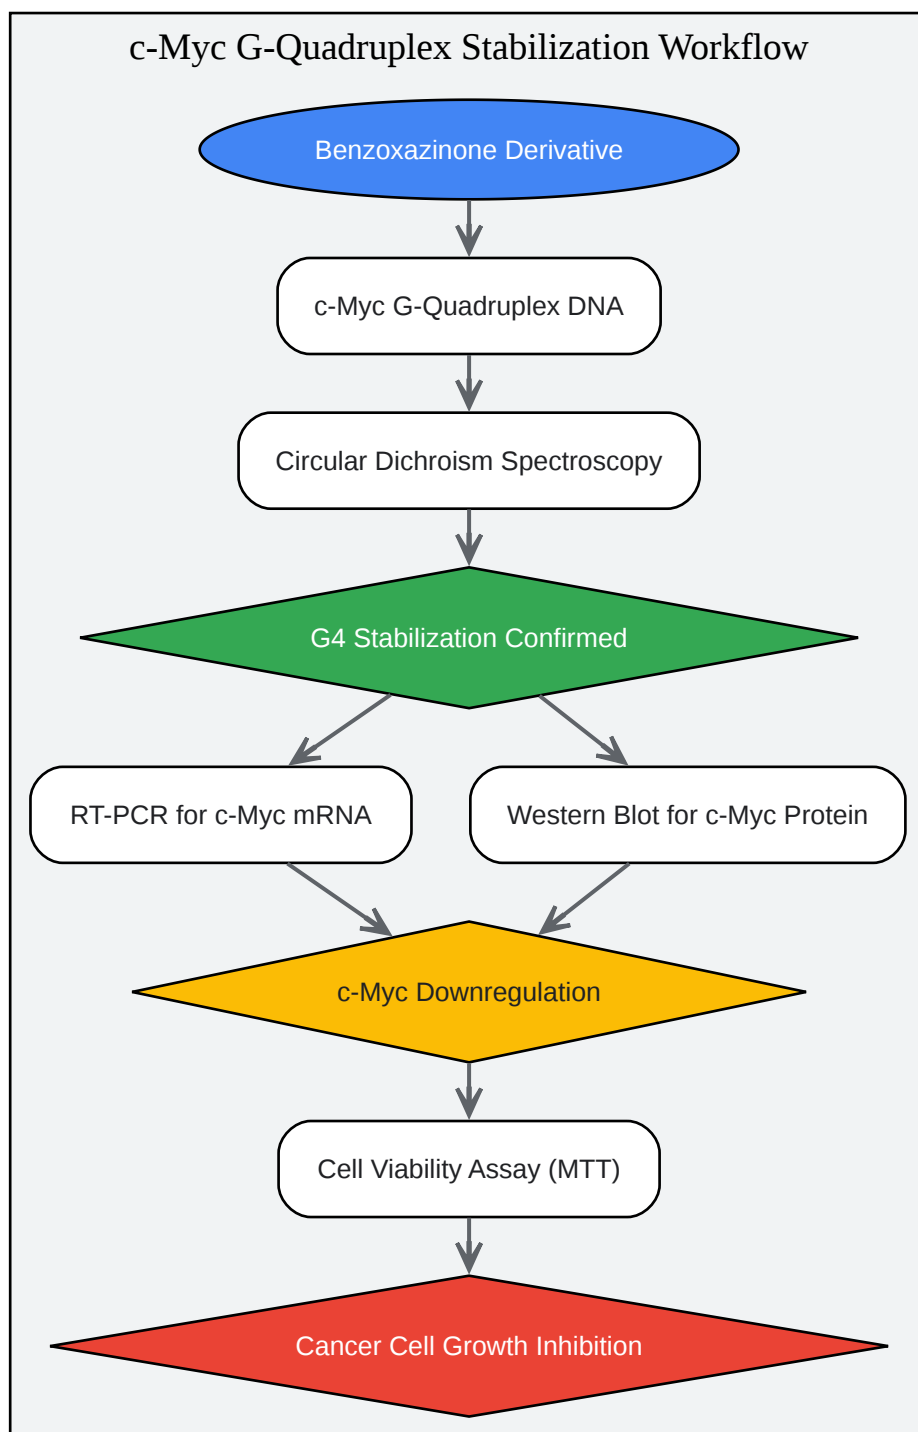 c-Myc G-Quadruplex Stabilization Workflow
Benzoxazinone Derivative
c-Myc G-Quadruplex DNA
Circular Dichroism Spectroscopy
G4 Stabilization Confirmed
RT-PCR for c-Myc mRNA
Western Blot for c-Myc Protein
c-Myc Downregulation
Cell Viability Assay (MTT)
Cancer Cell Growth Inhibition